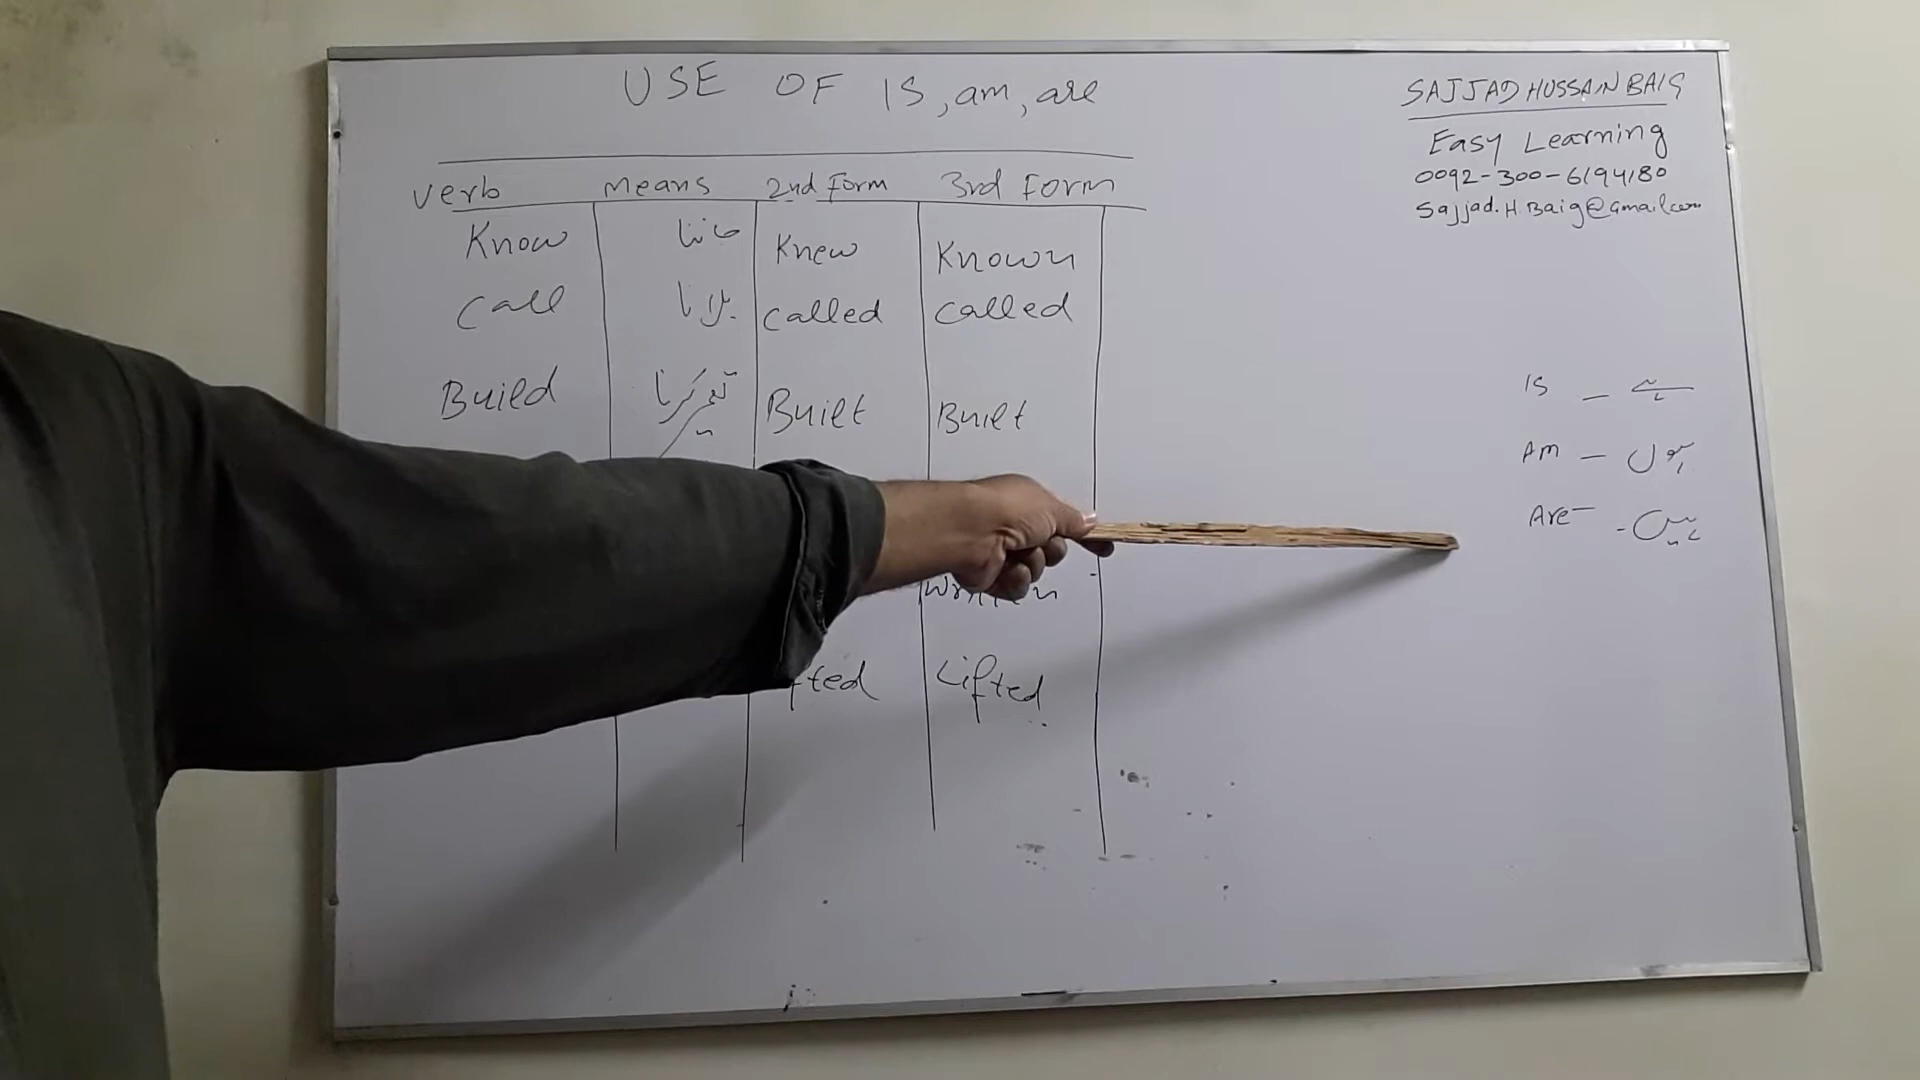 USE OF IS, am, are
SAJJAD HUSSAIN BAIG
Easy Learning
0092-300-6194180
Sajjad.H.Baig@Gmail.com
verb means 2nd Form 3rd Form
Know جاننا Knew Known
Call بلانا Called Called
Build تعمیر کرنا Built Built
Written
Lifted
IS – ہے
AM – ہوں
Are – ہیں